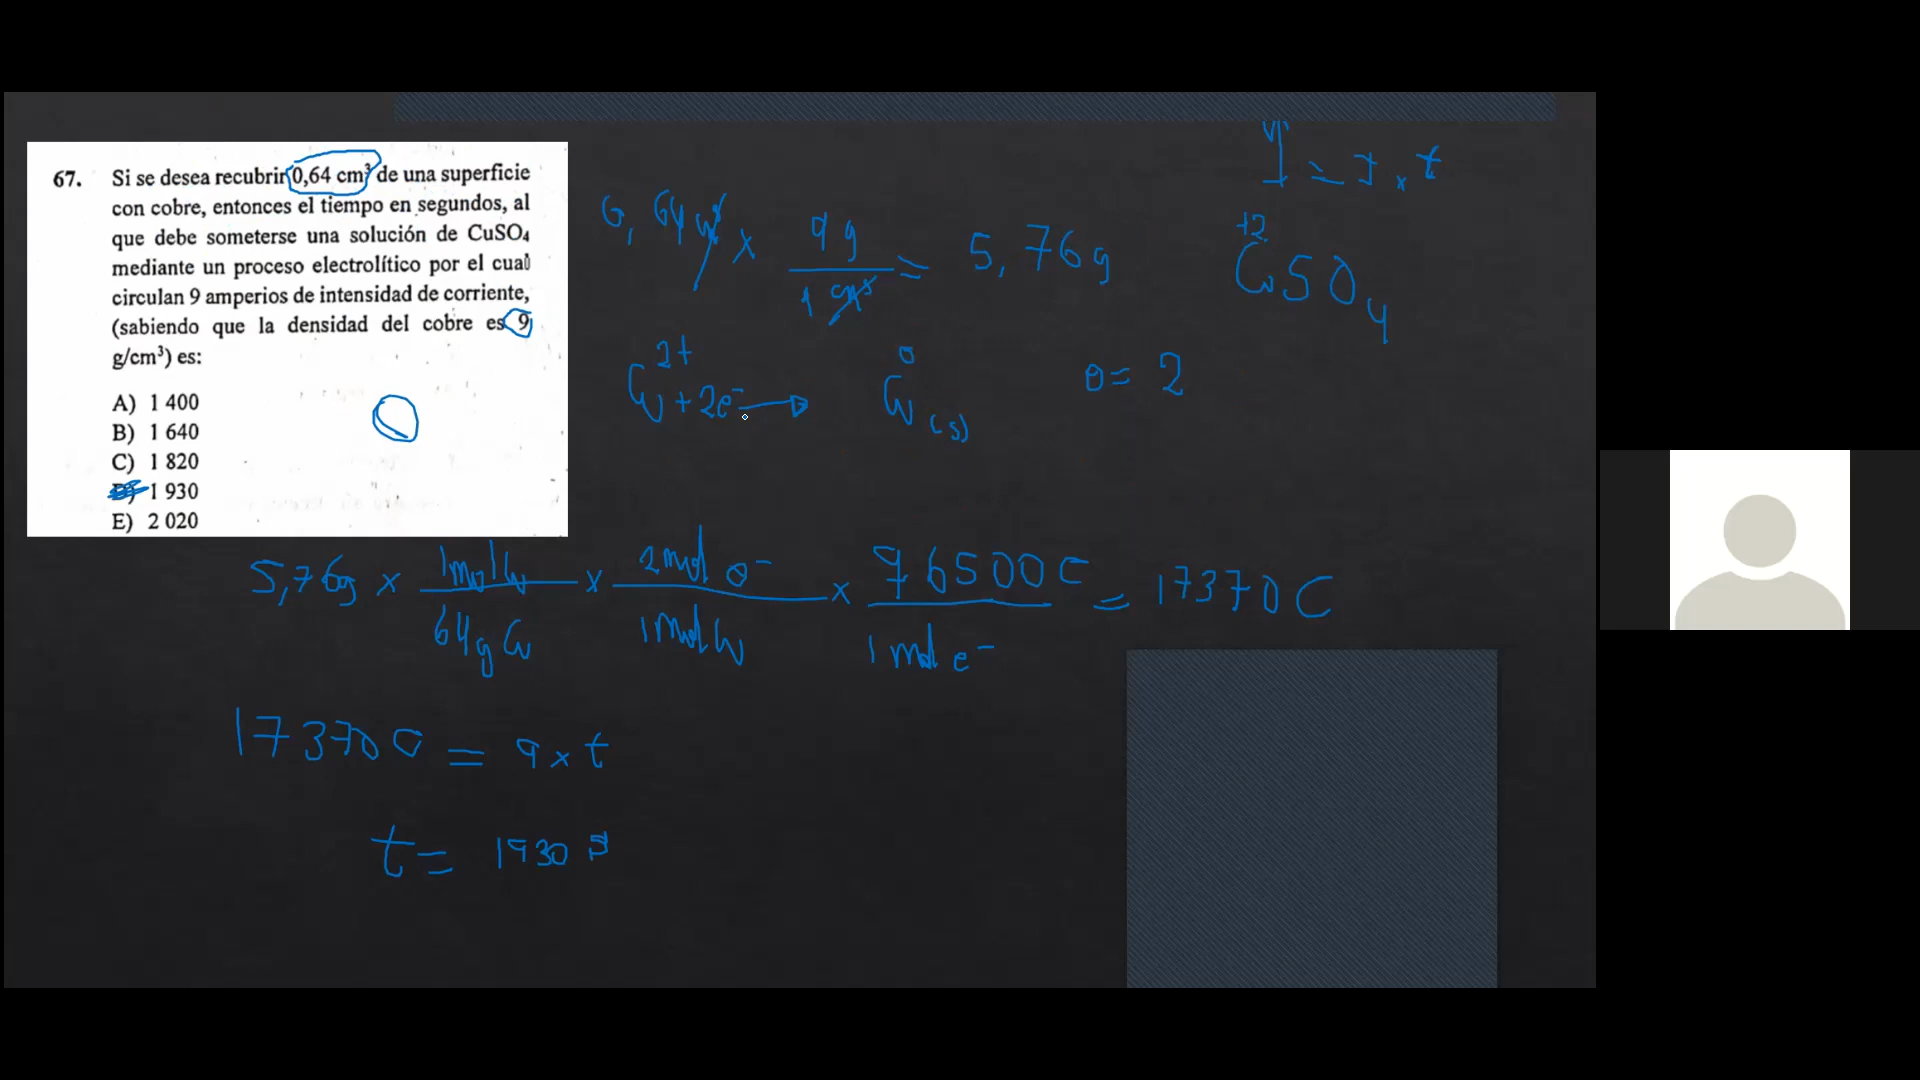 67. Si se desea recubrir 0,64 cm³ de una superficie
con cobre, entonces el tiempo en segundos, al
que debe someterse una solución de CuSO₄
mediante un proceso electrolítico por el cual
circulan 9 amperios de intensidad de corriente,
(sabiendo que la densidad del cobre es 9
g/cm³) es:
A) 1 400
B) 1 640
C) 1 820
D) 1 930
E) 2 020
= I × t
0,64 cm³ × 9 g / 1 cm³ = 5,76 g
+2
CuSO₄
Cu²⁺ + 2e⁻ → Cu⁰(s)
θ = 2
5,76g × 1mol Cu / 64g Cu × 2mol e⁻ / 1mol Cu × 96500 C / 1 mol e⁻ = 17370 C
17370 C = 9 × t
t = 1930 s